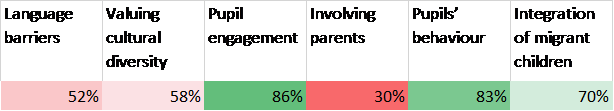 Language barriers
Valuing cultural diversity
Pupil engagement
Involving parents
Pupils’ behaviour
Integration of migrant children
52% 58% 86% 30% 83% 70%